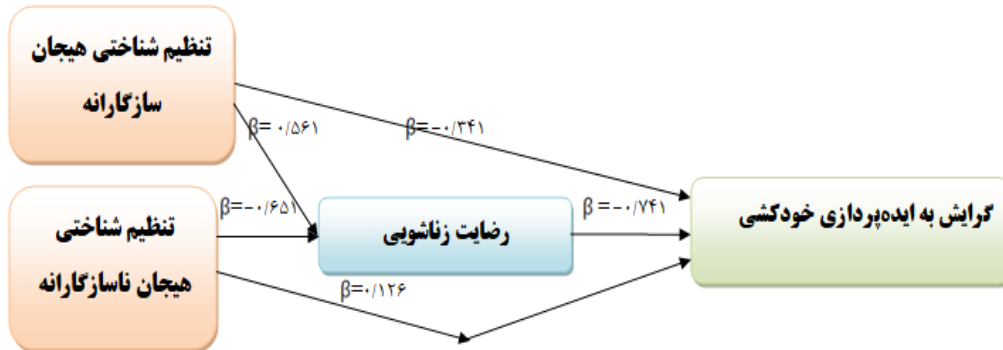 تنظیم شناختی هیجان
سازگارانه
β= ۰/۵۶۱
β=-۰/۳۴۱
تنظیم شناختی
هیجان ناسازگارانه
β=-۰/۶۵۱
رضایت زناشویی
β =-۰/۷۴۱
گرایش به ایده‌پردازی خودکشی
β=۰/۱۲۶